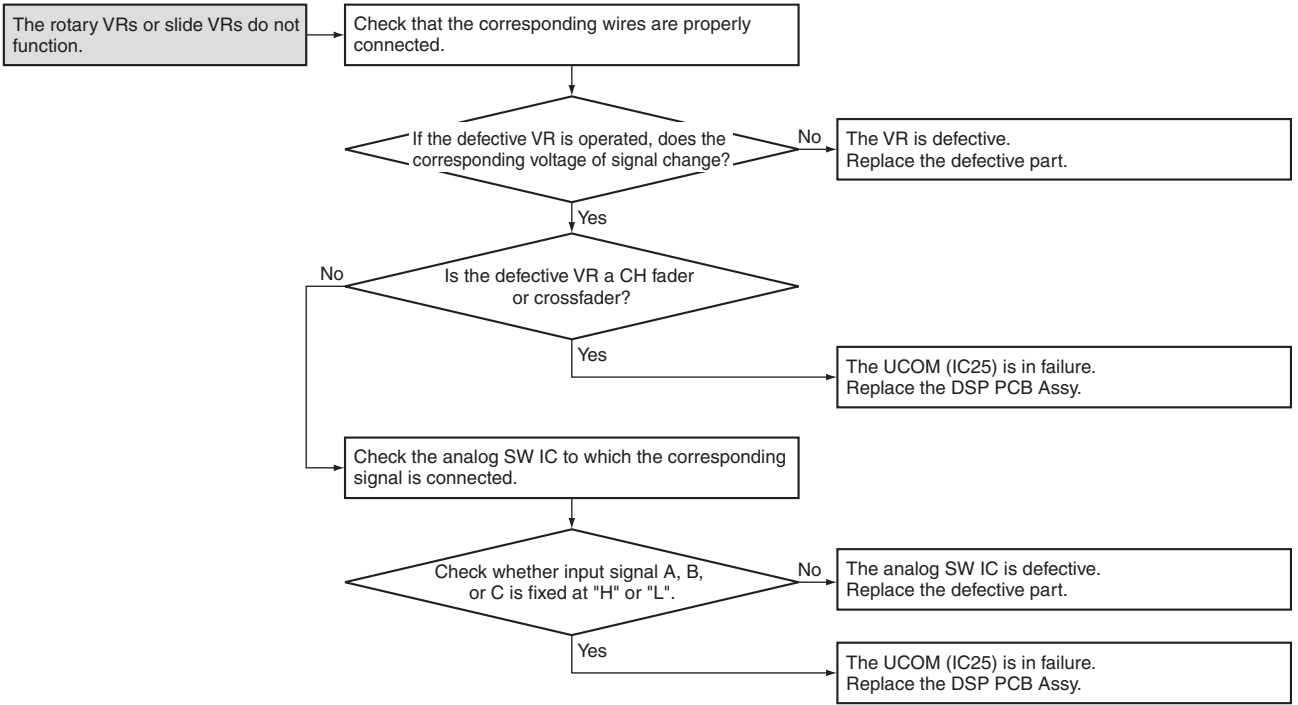 The rotary VRs or slide VRs do not
function.
Check that the corresponding wires are properly
connected.
If the defective VR is operated, does the
corresponding voltage of signal change?
No
The VR is defective.
Replace the defective part.
Yes
Is the defective VR a CH fader
or crossfader?
No
Yes
The UCOM (IC25) is in failure.
Replace the DSP PCB Assy.
Check the analog SW IC to which the corresponding
signal is connected.
Check whether input signal A, B,
or C is fixed at "H" or "L".
No
The analog SW IC is defective.
Replace the defective part.
Yes
The UCOM (IC25) is in failure.
Replace the DSP PCB Assy.